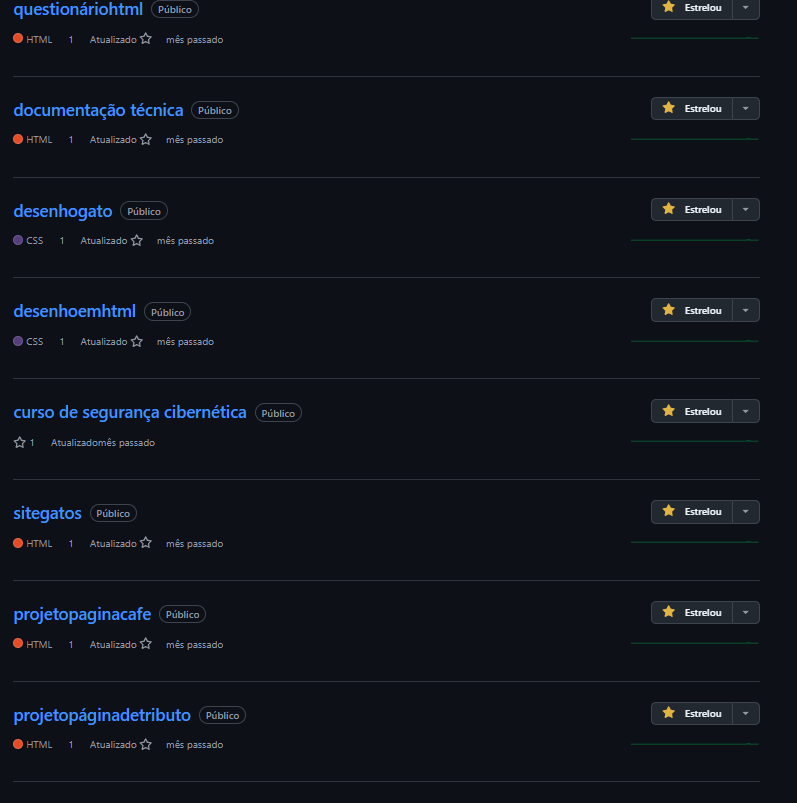 questionáriohtml Público Estrelou
HTML 1 Atualizado mês passado
documentação técnica Público Estrelou
HTML 1 Atualizado mês passado
desenhogato Público Estrelou
CSS 1 Atualizado mês passado
desenhoemhtml Público Estrelou
CSS 1 Atualizado mês passado
curso de segurança cibernética Público Estrelou
1 Atualizadomês passado
sitegatos Público Estrelou
HTML 1 Atualizado mês passado
projetopaginacafe Público Estrelou
HTML 1 Atualizado mês passado
projetopáginadetributo Público Estrelou
HTML 1 Atualizado mês passado